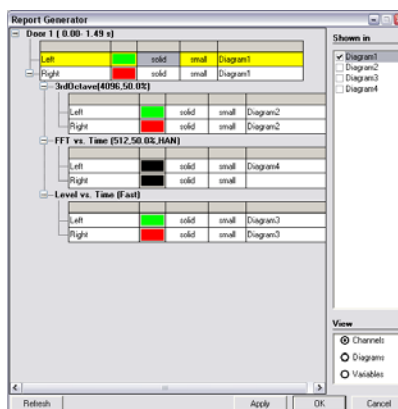 Report Generator
Door 1 ( 0.00- 1.49 s)
Left solid small Diagram1
Right solid small Diagram1
3rdOctave(4096,50.0%)
Left solid small Diagram2
Right solid small Diagram2
FFT vs. Time (512,50.0%,HAN)
Left solid small Diagram4
Right solid small
Level vs. Time (Fast)
Left solid small Diagram3
Right solid small Diagram3
Shown in
Diagram1
Diagram2
Diagram3
Diagram4
View
Channels
Diagrams
Variables
Refresh Apply OK Cancel